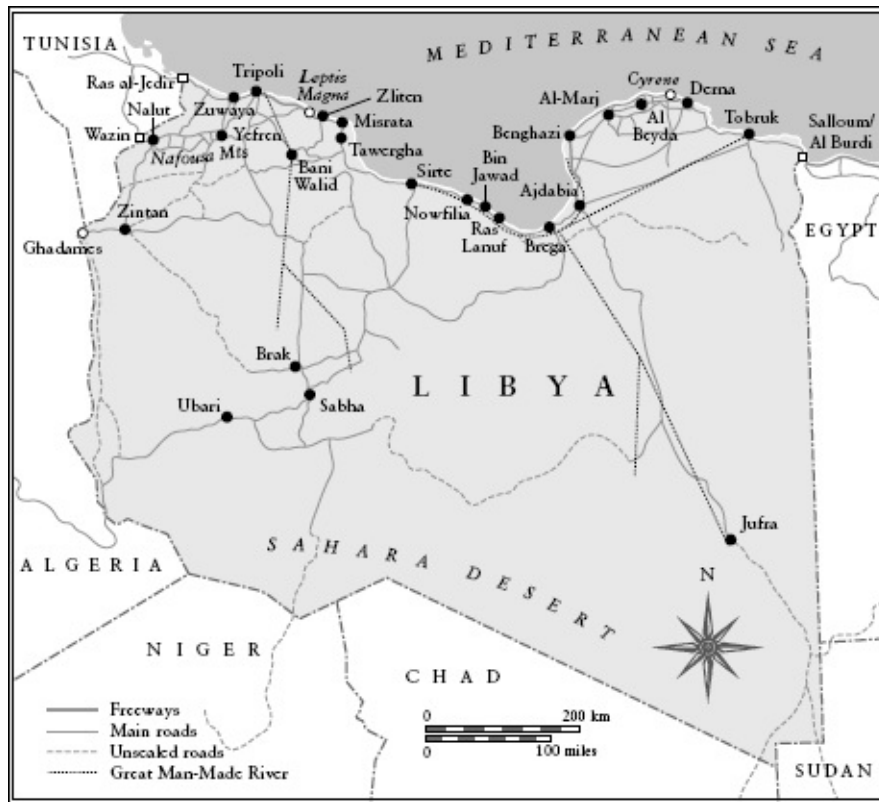 TUNISIA
MEDITERRANEAN SEA
Ras al-Jedir
Tripoli
Leptis
Magna
Zliten
Cyrene
Derna
Nalut
Zuwaya
Misrata
Al-Marj
Al
Beyda
Tobruk
Wazin
Yefren
Nafousa Mts
Tawergha
Benghazi
Salloum/
Al Burdi
Bani
Walid
Sirte
Bin
Jawad
Ajdabia
Zintan
Nowfilia
Ras
Lanuf
Brega
Ghadames
EGYPT
Brak
LIBYA
Ubari
Sabha
Jufra
SAHARA DESERT
ALGERIA
N
NIGER
CHAD
Freeways
Main roads
Unsealed roads
Great Man-Made River
0 200 km
0 100 miles
SUDAN